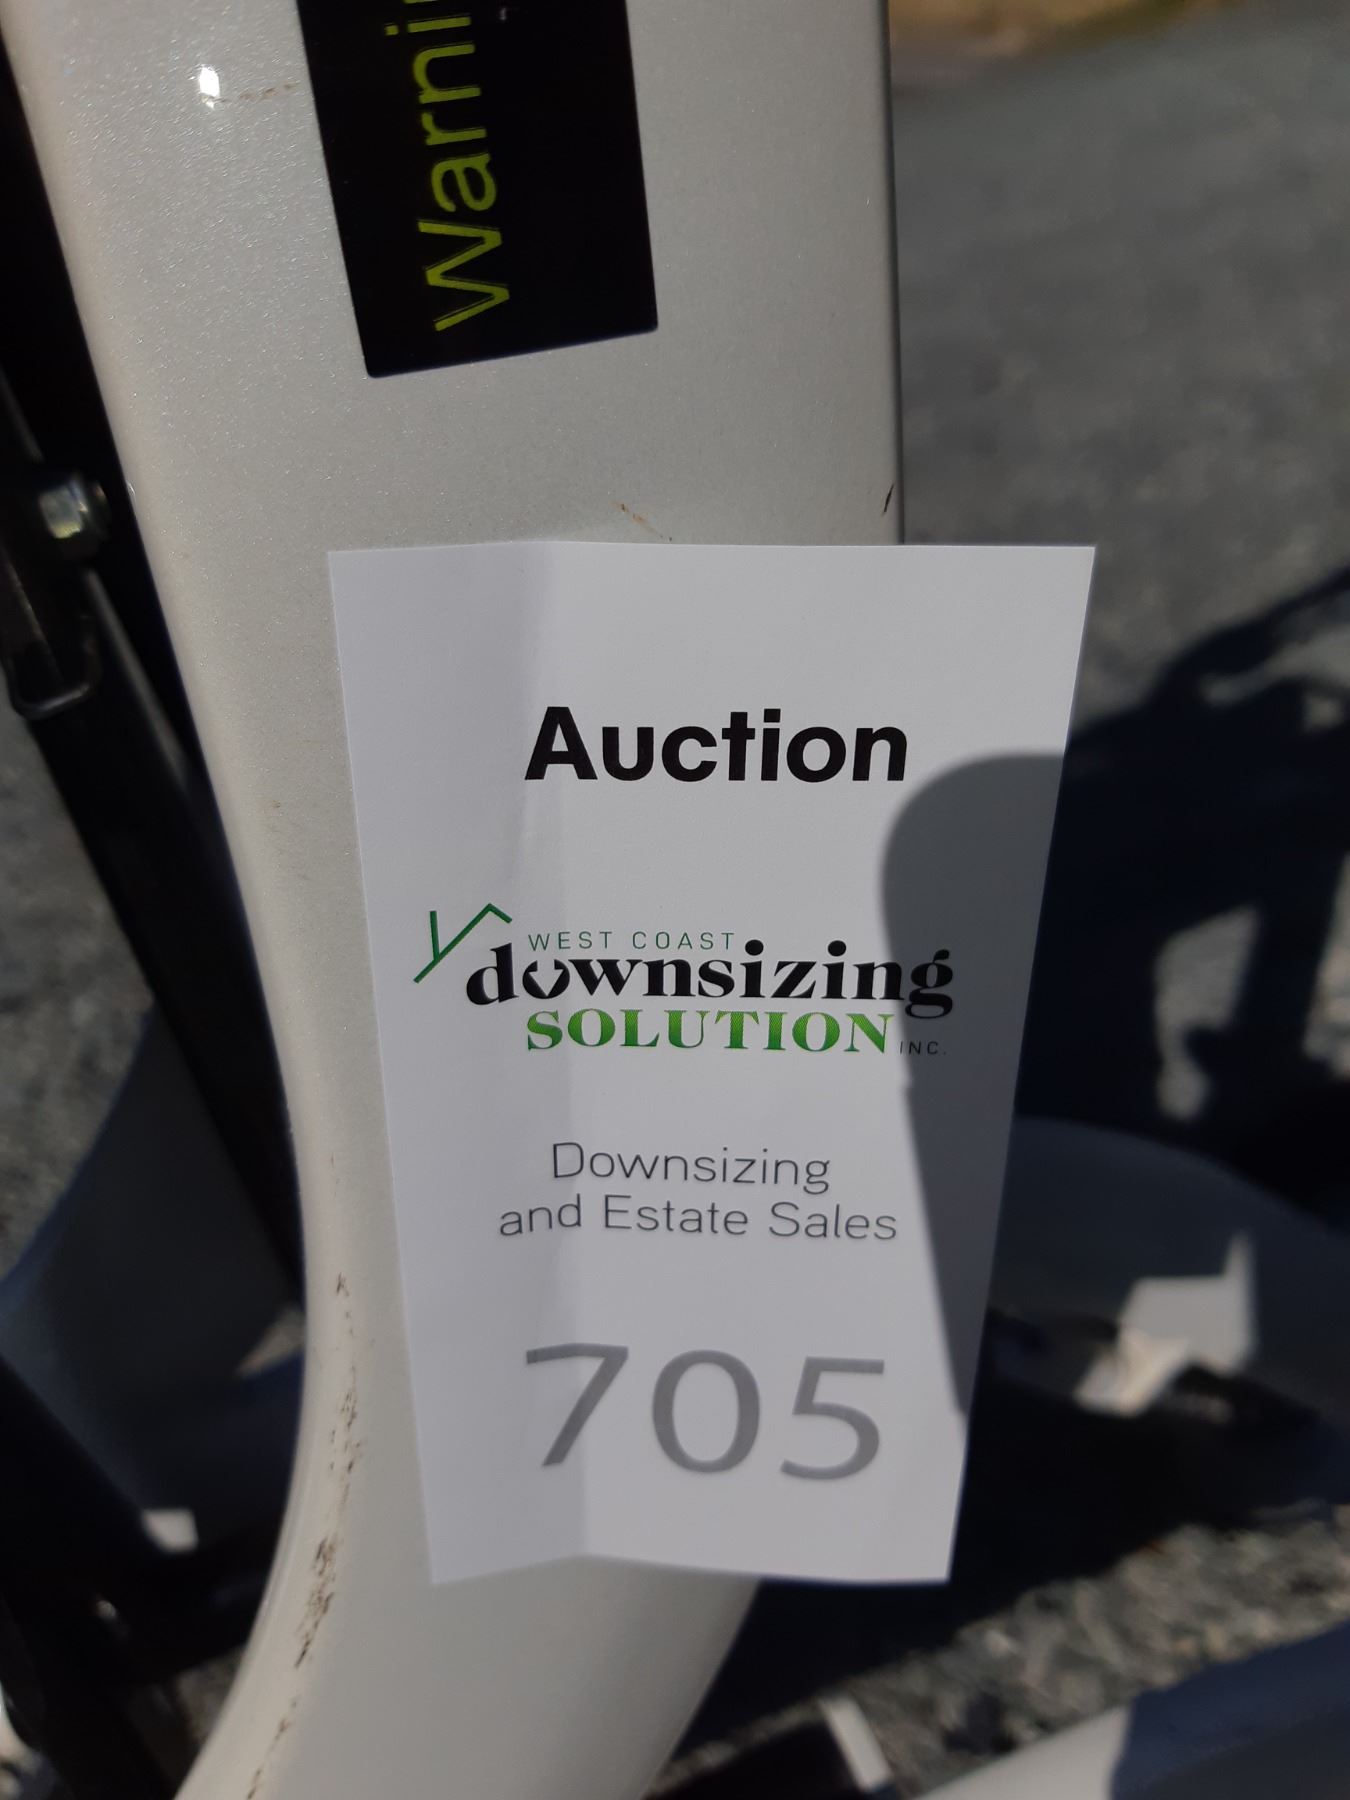 Auction
WEST COAST
downsizing
SOLUTION INC.
Downsizing
and Estate Sales
705